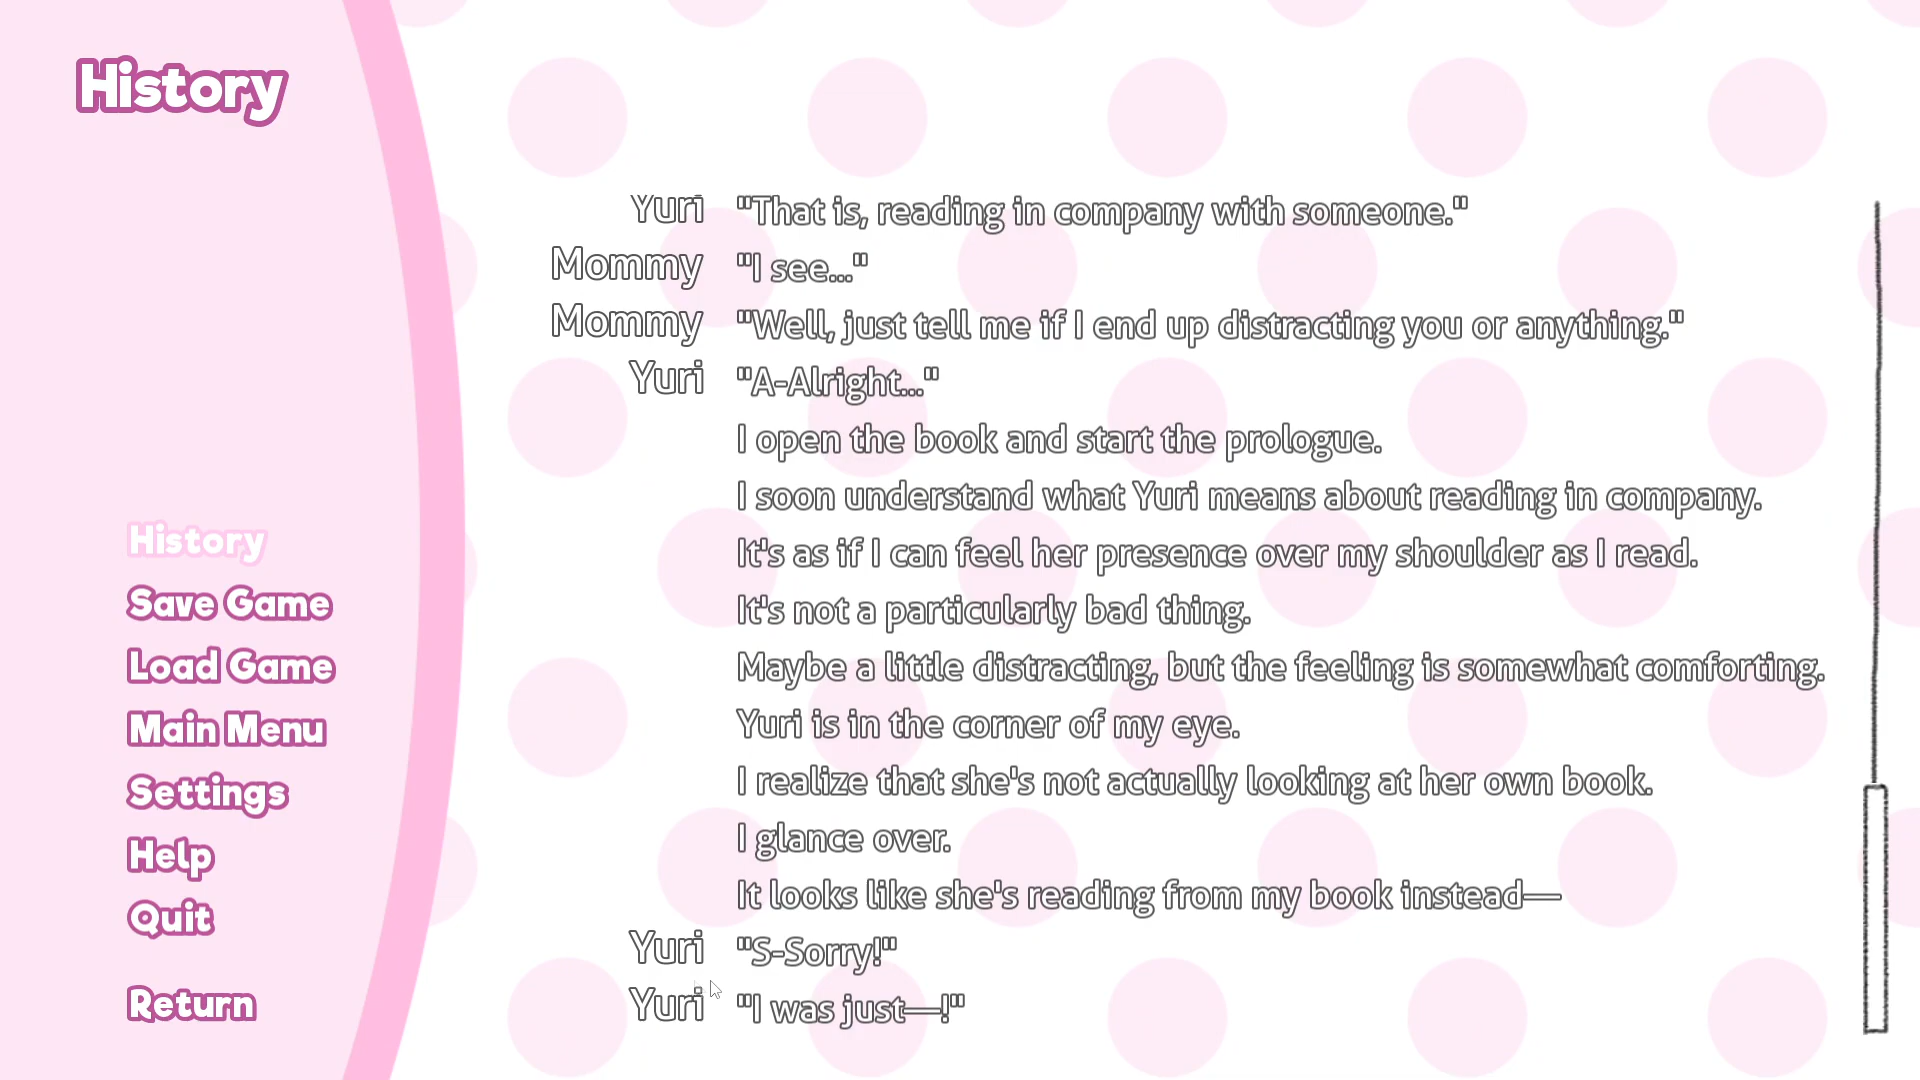 History
Yuri "That is, reading in company with someone."
Mommy "I see..."
Mommy "Well, just tell me if I end up distracting you or anything."
Yuri "A-Alright..."
I open the book and start the prologue.
I soon understand what Yuri means about reading in company.
It's as if I can feel her presence over my shoulder as I read.
It's not a particularly bad thing.
Maybe a little distracting, but the feeling is somewhat comforting.
Yuri is in the corner of my eye.
I realize that she's not actually looking at her own book.
I glance over.
It looks like she's reading from my book instead—
Yuri "S-Sorry!"
Yuri "I was just—!"
History
Save Game
Load Game
Main Menu
Settings
Help
Quit
Return